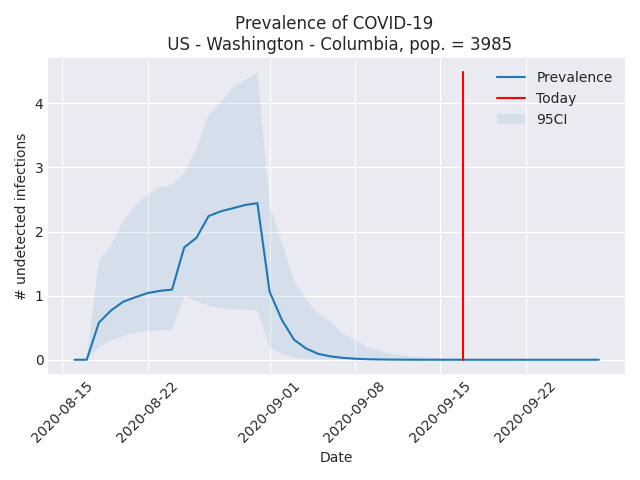 Prevalence of COVID-19
US - Washington - Columbia, pop. = 3985
Prevalence
Today
95CI
4
3
2
1
0
# undetected infections
2020-08-15
2020-08-22
2020-09-01
2020-09-08
2020-09-15
2020-09-22
Date